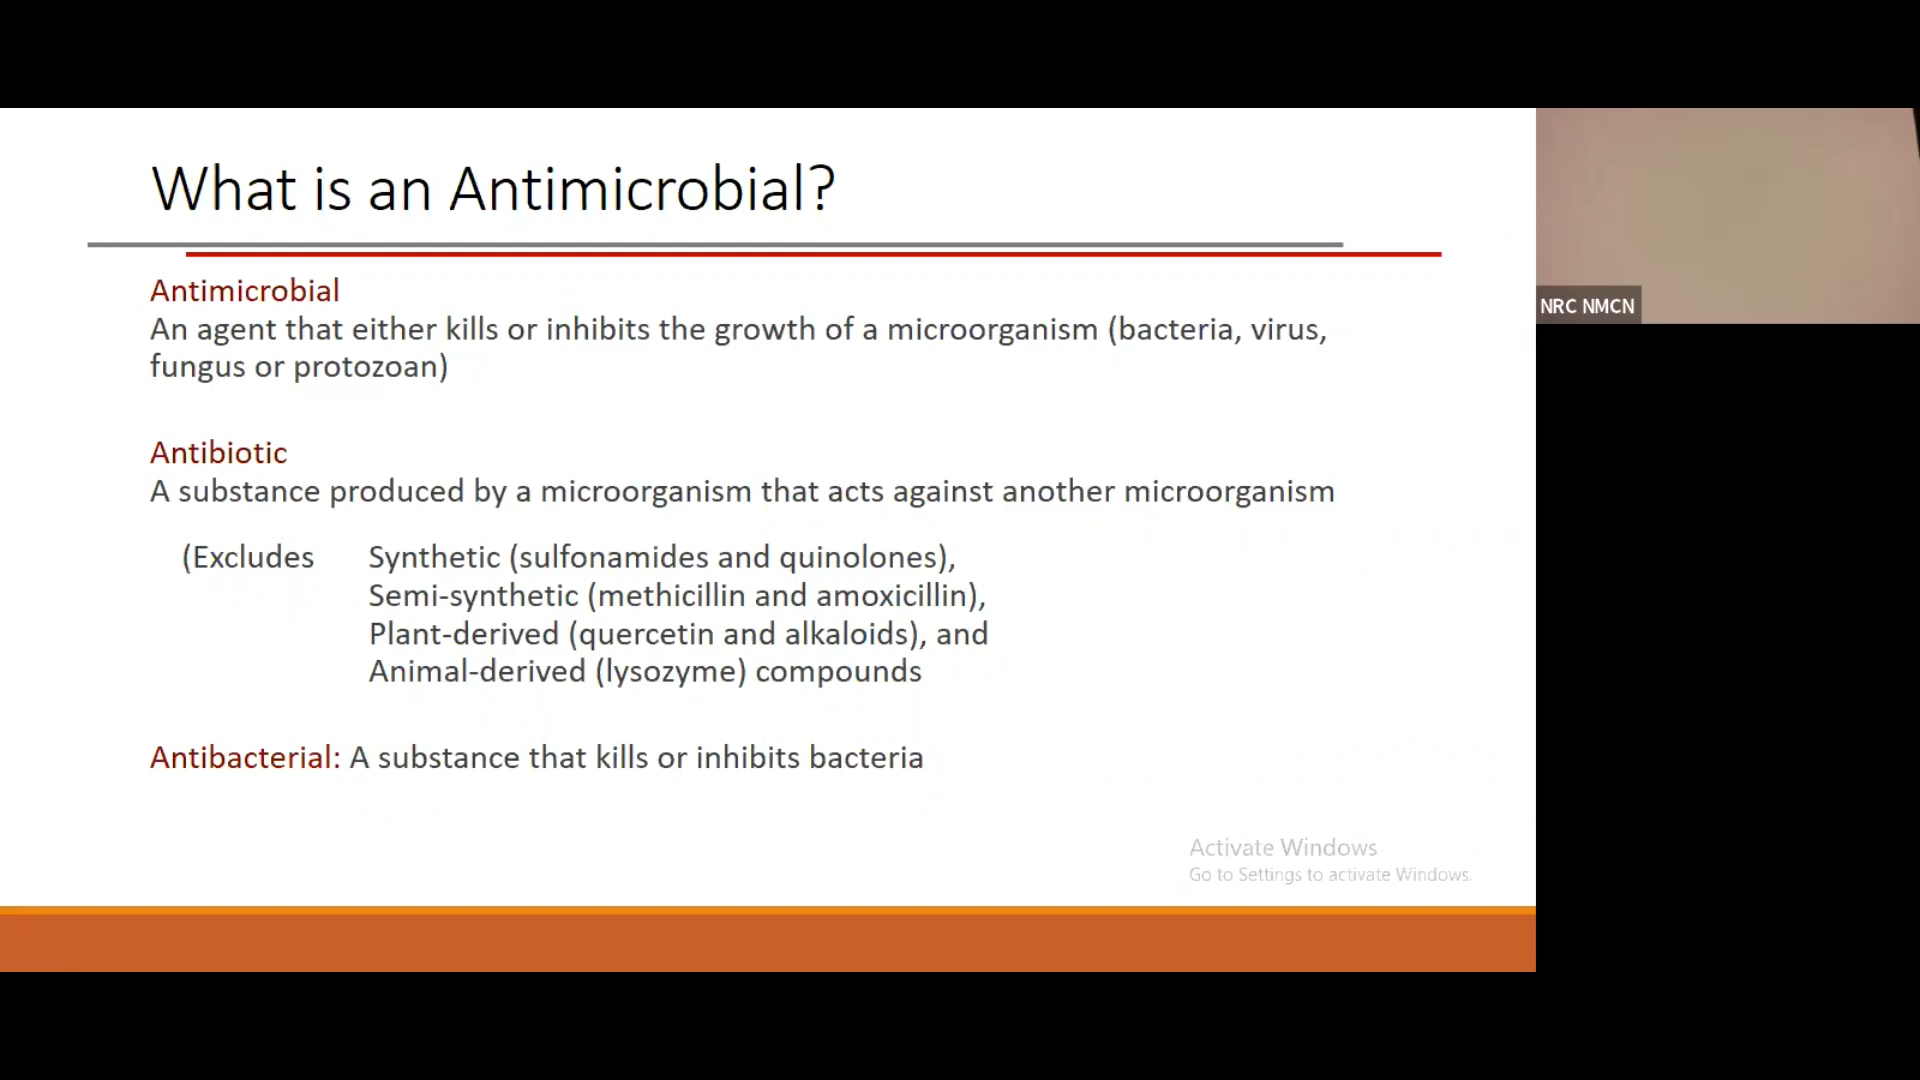 What is an Antimicrobial?
Antimicrobial
An agent that either kills or inhibits the growth of a microorganism (bacteria, virus,
fungus or protozoan)
Antibiotic
A substance produced by a microorganism that acts against another microorganism
(Excludes Synthetic (sulfonamides and quinolones),
Semi-synthetic (methicillin and amoxicillin),
Plant-derived (quercetin and alkaloids), and
Animal-derived (lysozyme) compounds
Antibacterial: A substance that kills or inhibits bacteria
Activate Windows
Go to Settings to activate Windows.
NRC NMCN